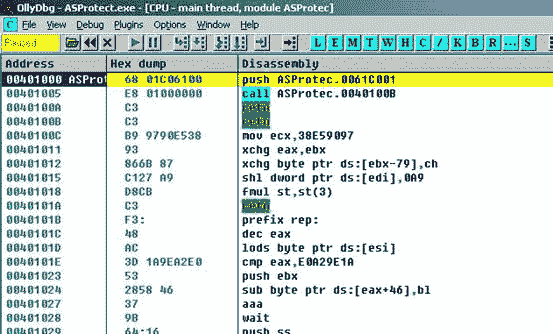 OllyDbg - ASProtect.exe - [CPU - main thread, module ASProtec]
C File View Debug Plugins Options Window Help
Paused L E M T W H C / K B R ... S
Address Hex dump Disassembly
00401000 ASProt 68 01C06100 push ASProtec.0061C001
00401005 E8 01000000 call ASProtec.0040100B
0040100A C3
0040100B C3
0040100C B9 9790E538 mov ecx,38E59097
00401011 93 xchg eax,ebx
00401012 866B 87 xchg byte ptr ds:[ebx-79],ch
00401015 C127 A9 shl dword ptr ds:[edi],0A9
00401018 D8CB fmul st,st(3)
0040101A C3
0040101B F3: prefix rep:
0040101C 48 dec eax
0040101D AC lods byte ptr ds:[esi]
0040101E 3D 1A9EA2E0 cmp eax,E0A29E1A
00401023 53 push ebx
00401024 2858 46 sub byte ptr ds:[eax+46],bl
00401027 37 aaa
00401028 9B wait
00401029 64:16 push ss